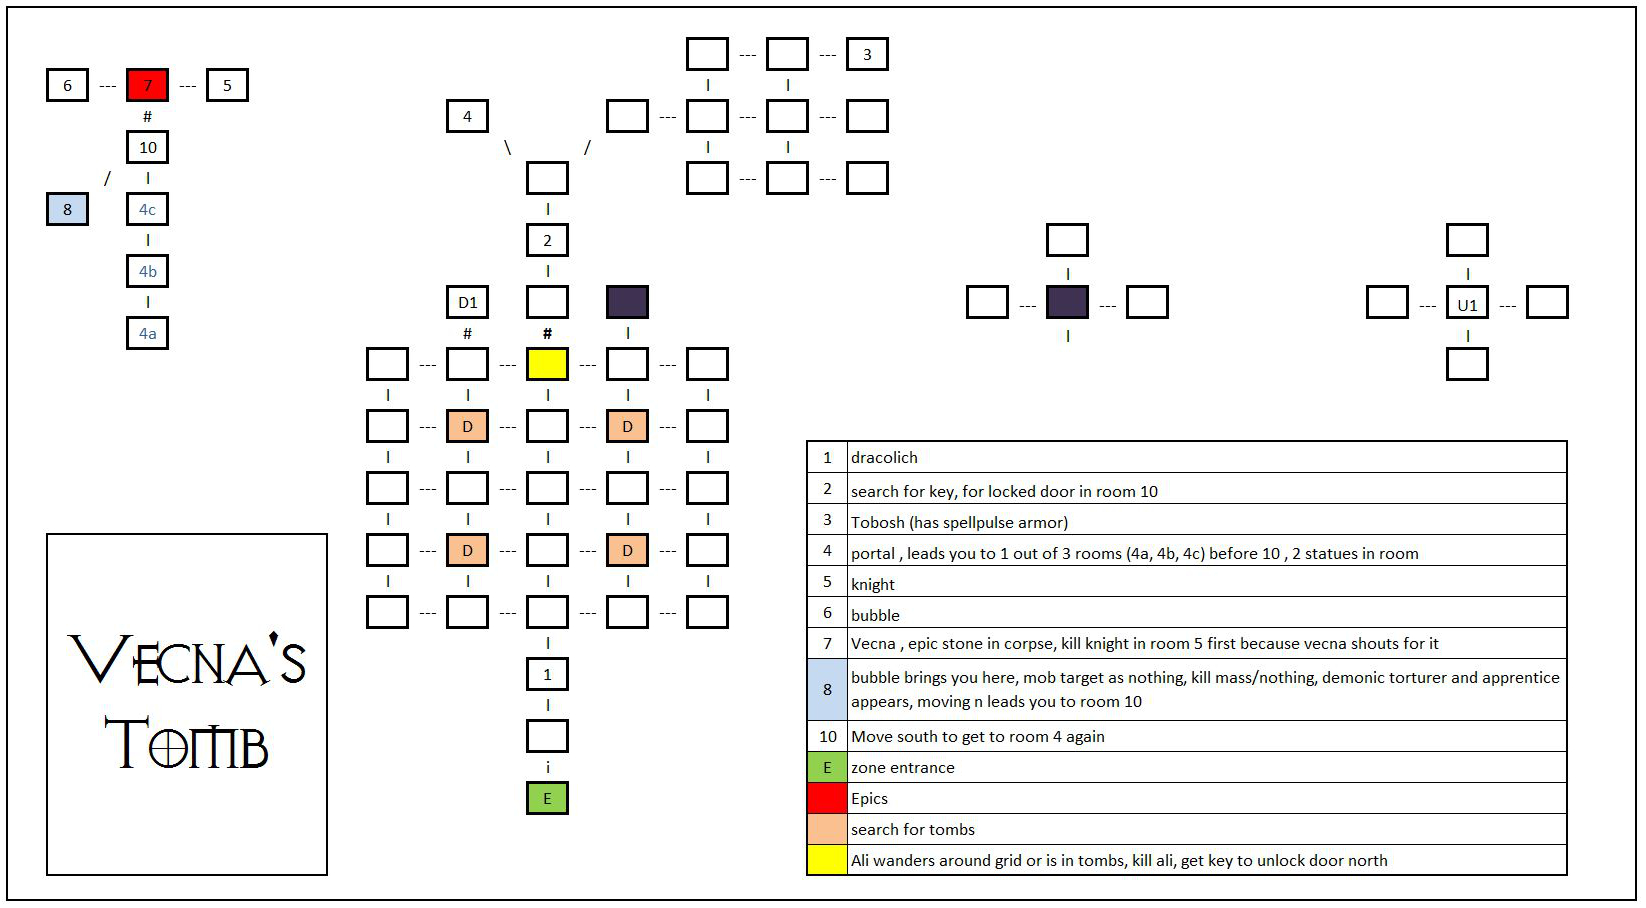 3
6 --- 7 --- 5
#
4
10
8
4c
2
4b
D1
U1
# #
4a
D D
D D
1
i
E
VECNA'S
TOMB
1 dracolich
2 search for key, for locked door in room 10
3 Tobosh (has spellpulse armor)
4 portal , leads you to 1 out of 3 rooms (4a, 4b, 4c) before 10 , 2 statues in room
5 knight
6 bubble
7 Vecna , epic stone in corpse, kill knight in room 5 first because vecna shouts for it
8 bubble brings you here, mob target as nothing, kill mass/nothing, demonic torturer and apprentice
appears, moving n leads you to room 10
10 Move south to get to room 4 again
E zone entrance
Epics
search for tombs
Ali wanders around grid or is in tombs, kill ali, get key to unlock door north